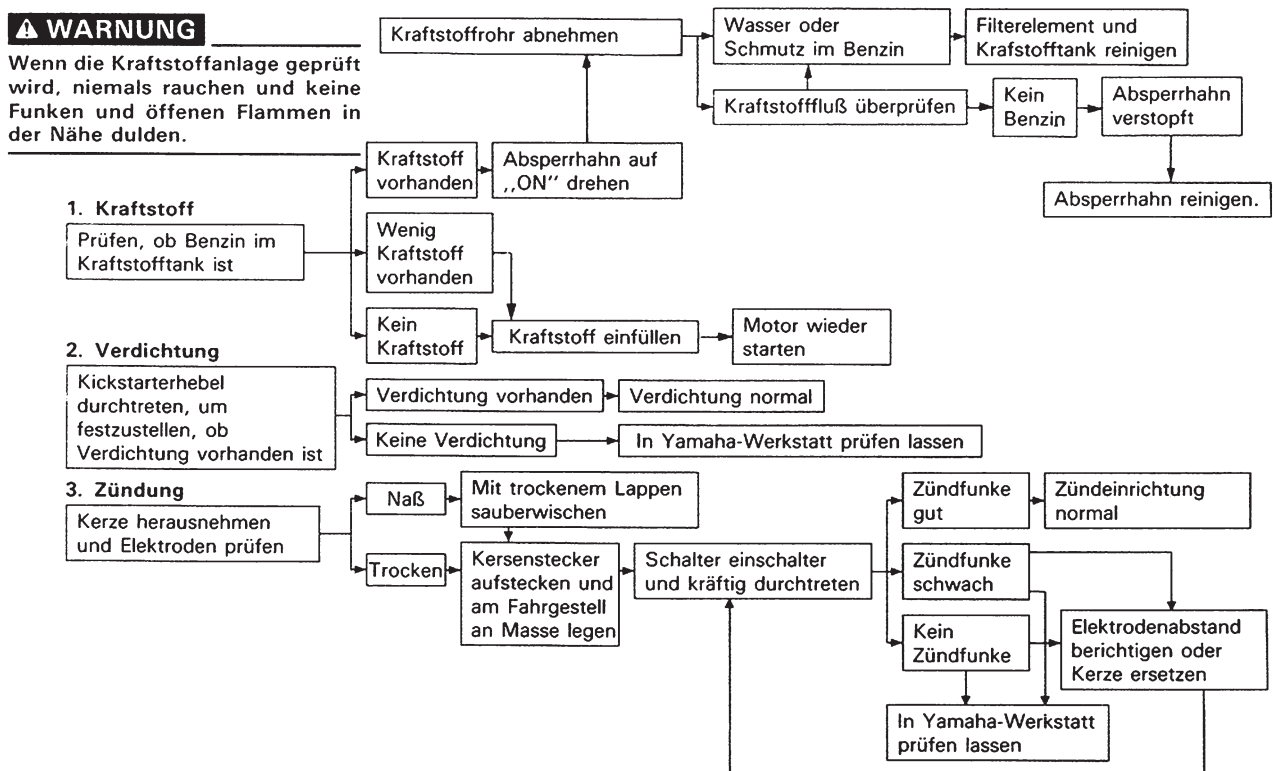 WARNUNG
Wenn die Kraftstoffanlage geprüft
wird, niemals rauchen und keine
Funken und öffenen Flammen in
der Nähe dulden.
Kraftstoffrohr abnehmen
Wasser oder
Schmutz im Benzin
Filterelement und
Krafstofftank reinigen
Kraftstofffluß überprüfen
Kein
Benzin
Absperrhahn
verstopft
Absperrhahn reinigen.
Kraftstoff
vorhanden
Absperrhahn auf
,,ON'' drehen
1. Kraftstoff
Prüfen, ob Benzin im
Kraftstofftank ist
Wenig
Kraftstoff
vorhanden
Kein
Kraftstoff
Kraftstoff einfüllen
Motor wieder
starten
2. Verdichtung
Kickstarterhebel
durchtreten, um
festzustellen, ob
Verdichtung vorhanden ist
Verdichtung vorhanden
Verdichtung normal
Keine Verdichtung
In Yamaha-Werkstatt prüfen lassen
3. Zündung
Kerze herausnehmen
und Elektroden prüfen
Naß
Mit trockenem Lappen
sauberwischen
Trocken
Kersenstecker
aufstecken und
am Fahrgestell
an Masse legen
Schalter einschalter
und kräftig durchtreten
Zündfunke
gut
Zündeinrichtung
normal
Zündfunke
schwach
Kein
Zündfunke
Elektrodenabstand
berichtigen oder
Kerze ersetzen
In Yamaha-Werkstatt
prüfen lassen